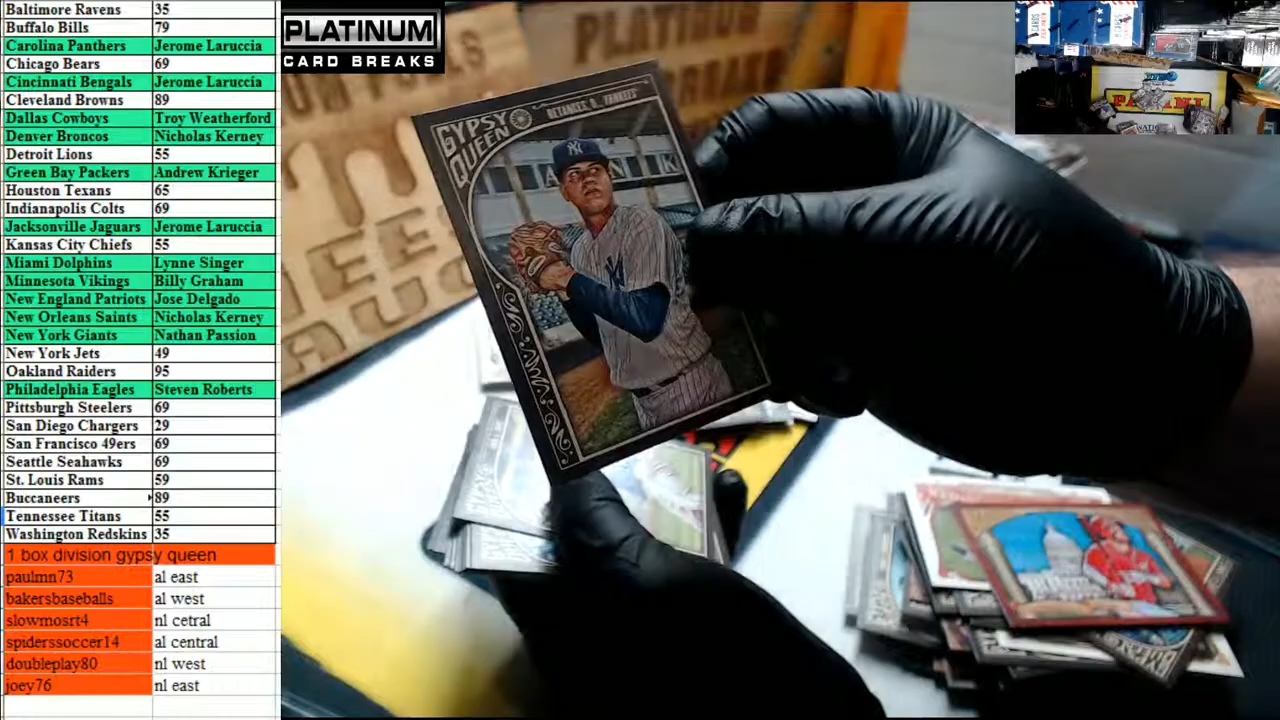 Baltimore Ravens 35
Buffalo Bills 79
Carolina Panthers Jerome Laruccia
Chicago Bears 69
Cincinnati Bengals Jerome Laruccia
Cleveland Browns 89
Dallas Cowboys Troy Weatherford
Denver Broncos Nicholas Kerney
Detroit Lions 55
Green Bay Packers Andrew Krieger
Houston Texans 65
Indianapolis Colts 69
Jacksonville Jaguars Jerome Laruccia
Kansas City Chiefs 55
Miami Dolphins Lynne Singer
Minnesota Vikings Billy Graham
New England Patriots Jose Delgado
New Orleans Saints Nicholas Kerney
New York Giants Nathan Passion
New York Jets 49
Oakland Raiders 95
Philadelphia Eagles Steven Roberts
Pittsburgh Steelers 69
San Diego Chargers 29
San Francisco 49ers 69
Seattle Seahawks 69
St. Louis Rams 59
Buccaneers 89
Tennessee Titans 55
Washington Redskins 35
1 box division gypsy queen
paulmn73 al east
bakersbaseballs al west
slowmosrt4 nl cetral
spiderssoccer14 al central
doubleplay80 nl west
joey76 nl east
PLATINUM
CARD BREAKS
PLATINUM
GYPSY QUEEN
BETANCES, D., YANKEES
NY
PANINI